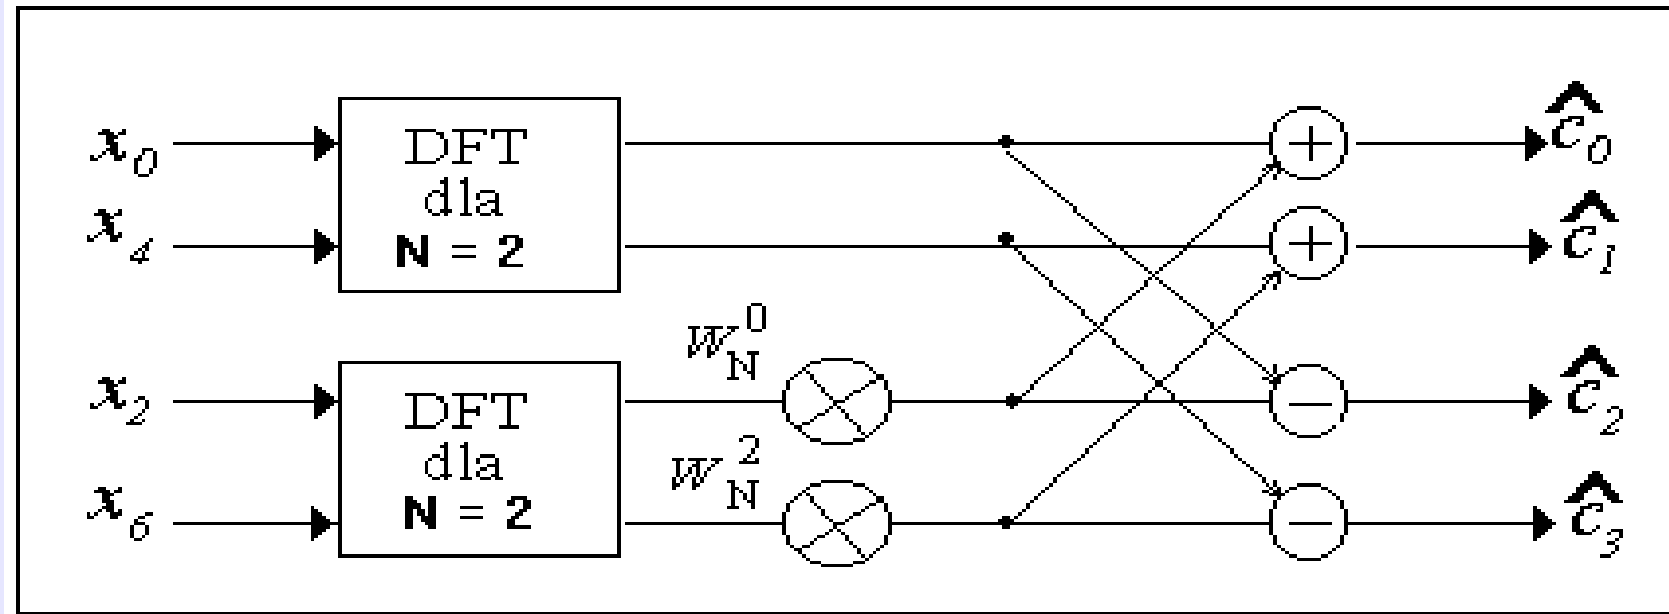 x₀
x₄
DFT
dla
N = 2
ĉ₀
ĉ₁
x₂
x₆
DFT
dla
N = 2
W_N^0
W_N^2
ĉ₂
ĉ₃